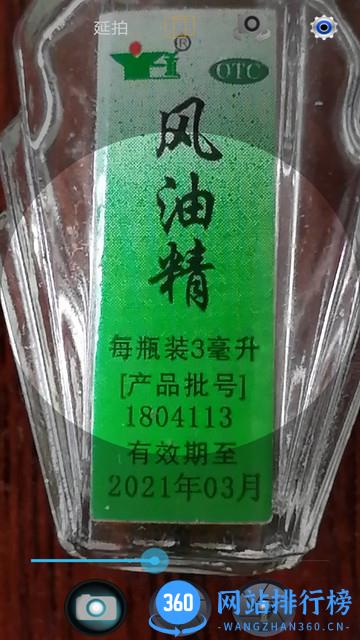 延拍
®
OTC
风
油
精
每瓶装3毫升
[产品批号]
1804113
有效期至
2021年03月
360 网站排行榜
-WANGZHAN360.CN-